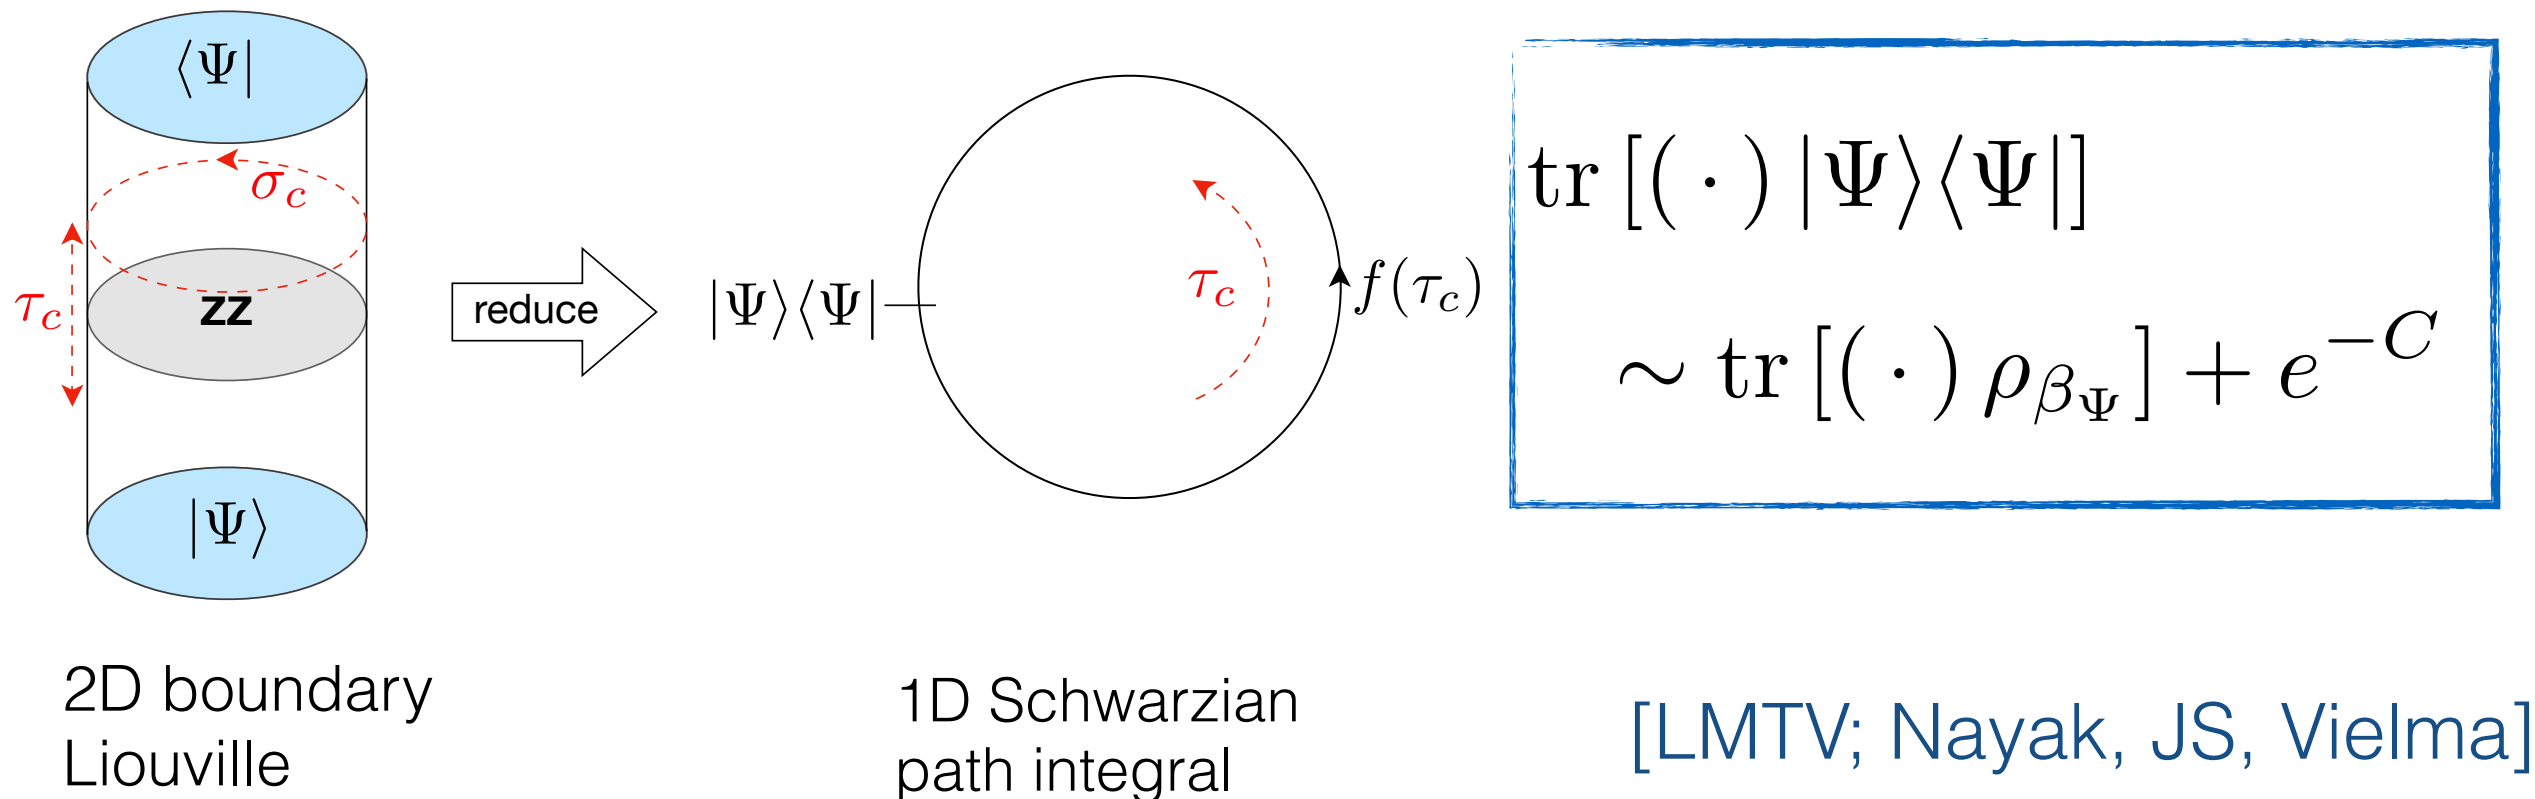 ⟨Ψ|
σ_c
τ_c
ZZ
|Ψ⟩
reduce
|Ψ⟩⟨Ψ|
τ_c
f(τ_c)
tr [( · ) |Ψ⟩⟨Ψ|]
∼ tr [( · ) ρ_{β_Ψ}] + e^{−C}
2D boundary
Liouville
1D Schwarzian
path integral
[LMTV; Nayak, JS, Vielma]